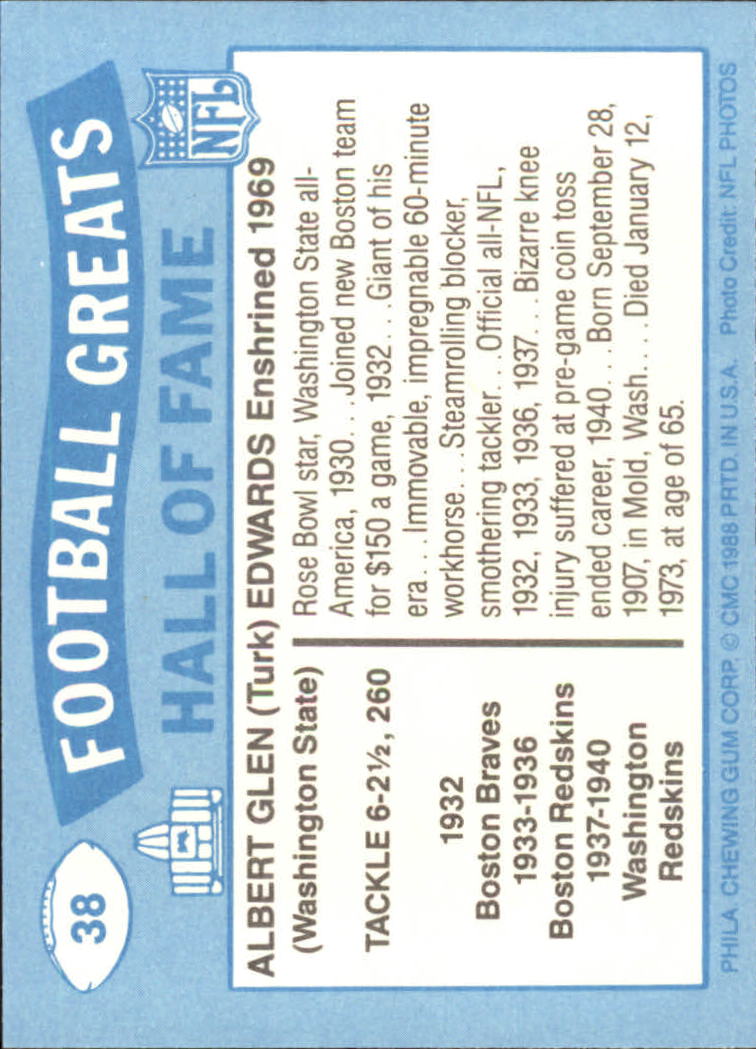 38
FOOTBALL GREATS
HALL OF FAME
NFL
ALBERT GLEN (Turk) EDWARDS Enshrined 1969
(Washington State)
TACKLE 6-2½, 260
1932
Boston Braves
1933-1936
Boston Redskins
1937-1940
Washington
Redskins
Rose Bowl star, Washington State all-
America, 1930. . .Joined new Boston team
for $150 a game, 1932. . .Giant of his
era. . .Immovable, impregnable 60-minute
workhorse. . .Steamrolling blocker,
smothering tackler. . .Official all-NFL,
1932, 1933, 1936, 1937. . .Bizarre knee
injury suffered at pre-game coin toss
ended career, 1940. . .Born September 28,
1907, in Mold, Wash. . . .Died January 12,
1973, at age of 65.
PHILA. CHEWING GUM CORP. © CMC 1988 PRTD. IN U.S.A. Photo Credit: NFL PHOTOS